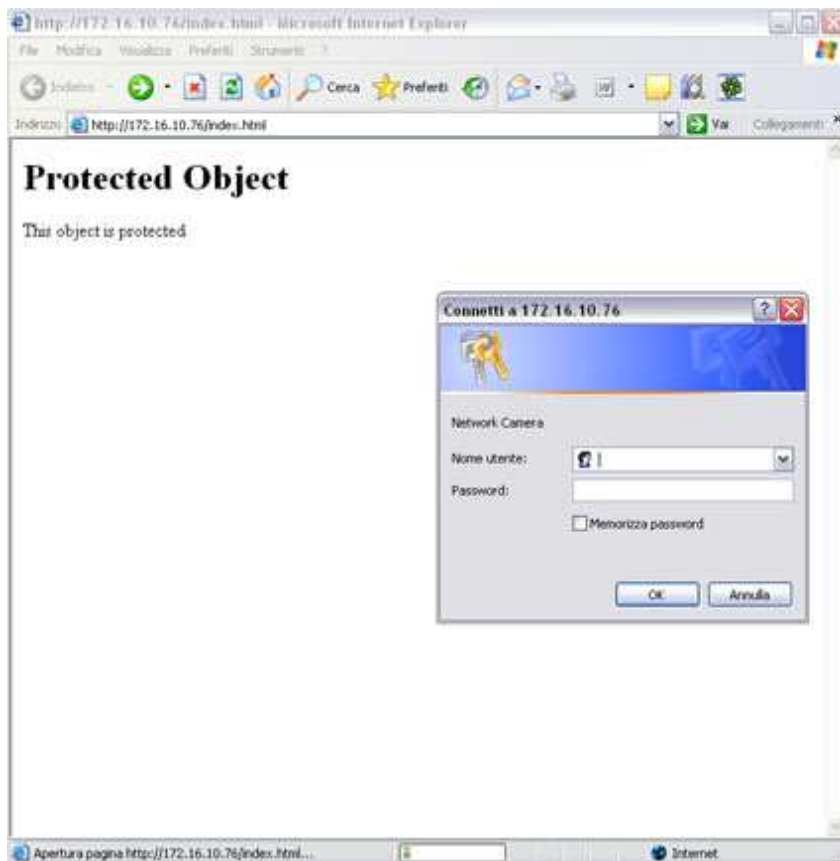 http://172.16.10.76/index.html - Microsoft Internet Explorer
File Modifica Visualizza Preferiti Strumenti ?
Indietro Cerca Preferiti
Indirizzo http://172.16.10.76/index.html Vai Collegamenti »
Protected Object
This object is protected
Connetti a 172.16.10.76
Network Camera
Nome utente:
Password:
Memorizza password
OK Annulla
Apertura pagina http://172.16.10.76/index.html... Internet